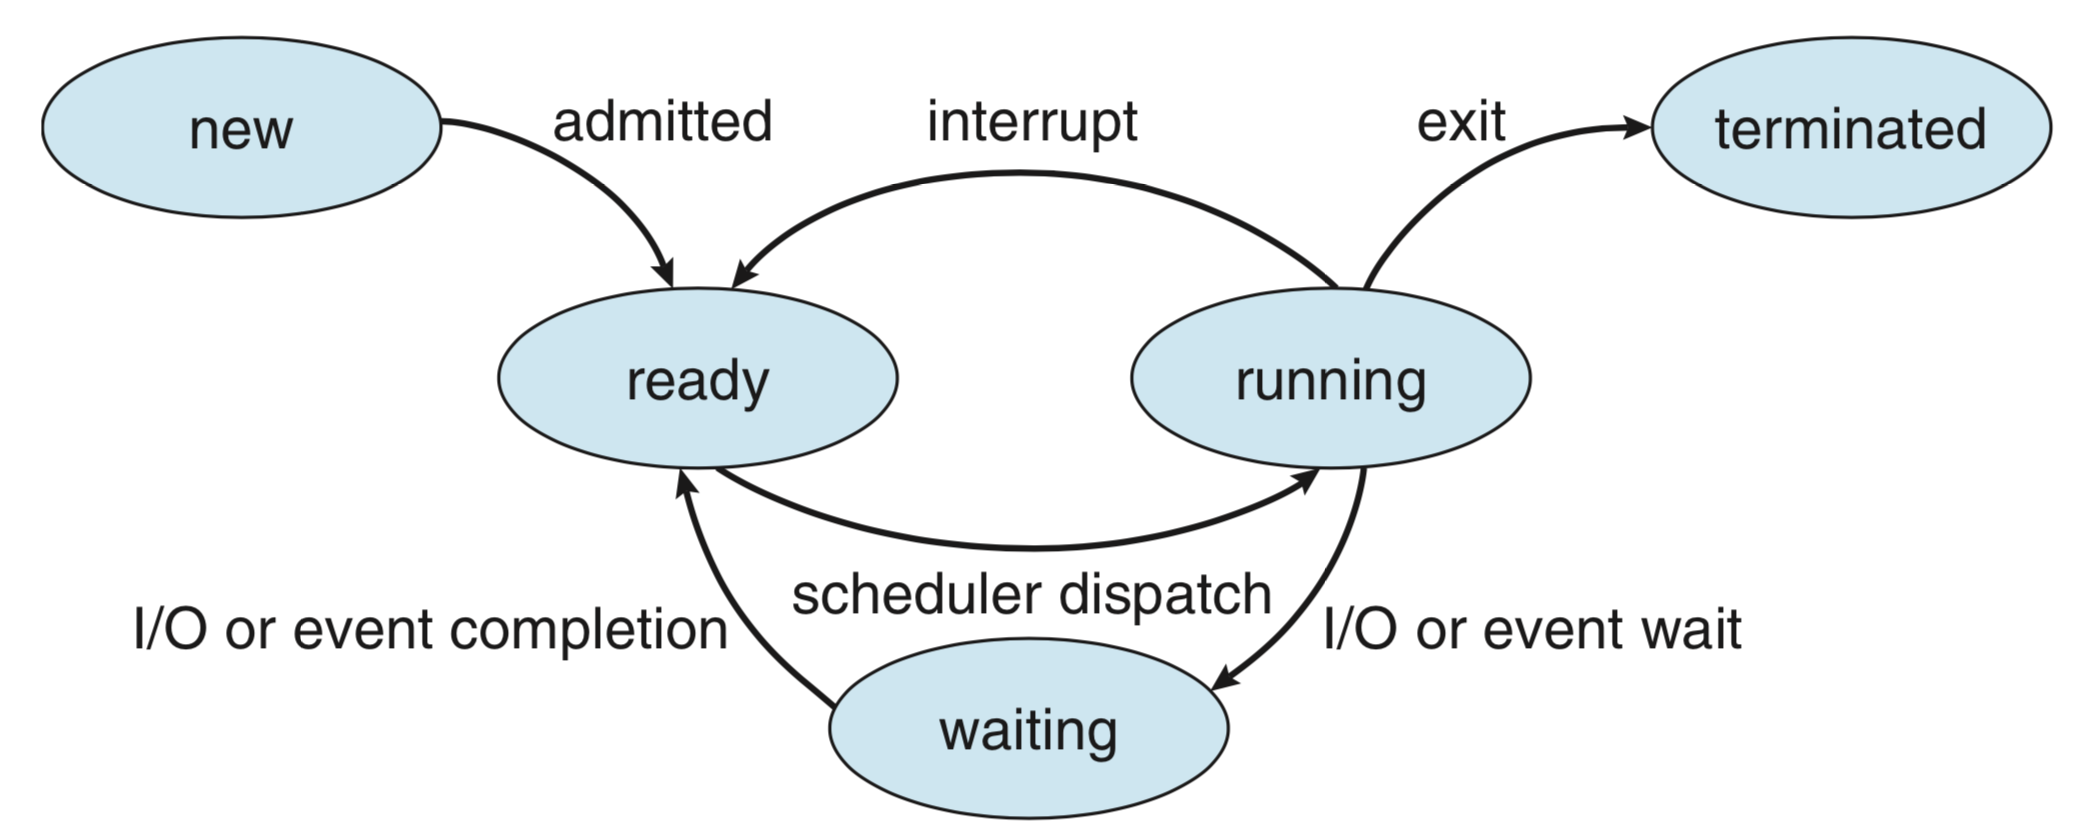 new
admitted
interrupt
exit
terminated
ready
running
scheduler dispatch
I/O or event completion
I/O or event wait
waiting